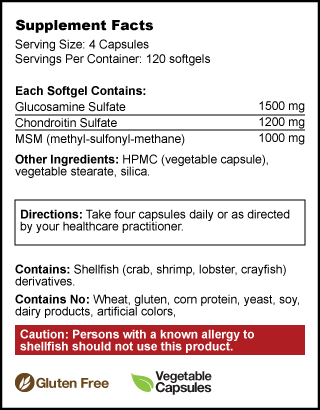 Supplement Facts
Serving Size: 4 Capsules
Servings Per Container: 120 softgels
Each Softgel Contains:
Glucosamine Sulfate 1500 mg
Chondroitin Sulfate 1200 mg
MSM (methyl-sulfonyl-methane) 1000 mg
Other Ingredients: HPMC (vegetable capsule),
vegetable stearate, silica.
Directions: Take four capsules daily or as directed
by your healthcare practitioner.
Contains: Shellfish (crab, shrimp, lobster, crayfish)
derivatives.
Contains No: Wheat, gluten, corn protein, yeast, soy,
dairy products, artificial colors,
Caution: Persons with a known allergy to
shellfish should not use this product.
Gluten Free
Vegetable
Capsules